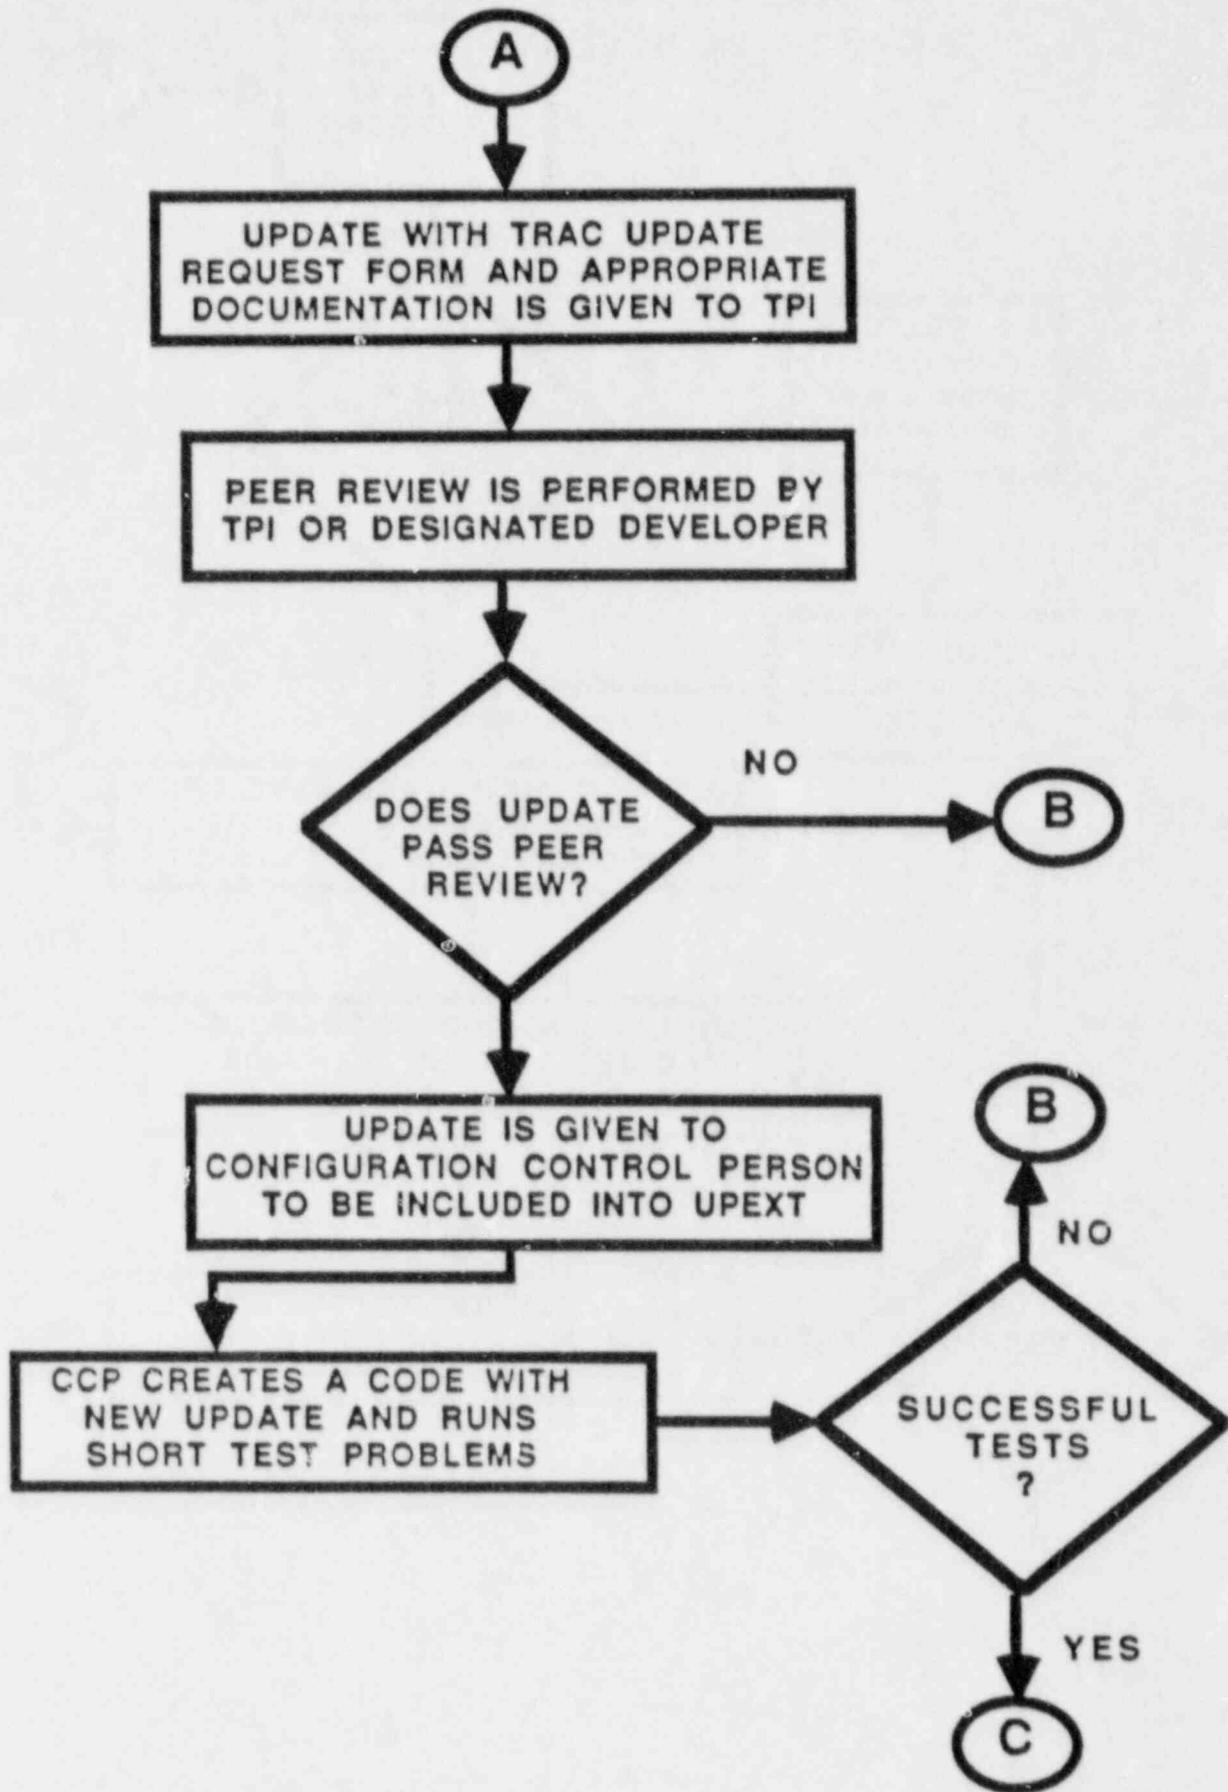 A
UPDATE WITH TRAC UPDATE
REQUEST FORM AND APPROPRIATE
DOCUMENTATION IS GIVEN TO TPI
PEER REVIEW IS PERFORMED BY
TPI OR DESIGNATED DEVELOPER
NO
DOES UPDATE
PASS PEER
REVIEW?
B
UPDATE IS GIVEN TO
CONFIGURATION CONTROL PERSON
TO BE INCLUDED INTO UPEXT
B
NO
CCP CREATES A CODE WITH
NEW UPDATE AND RUNS
SHORT TEST PROBLEMS
SUCCESSFUL
TESTS
?
YES
C